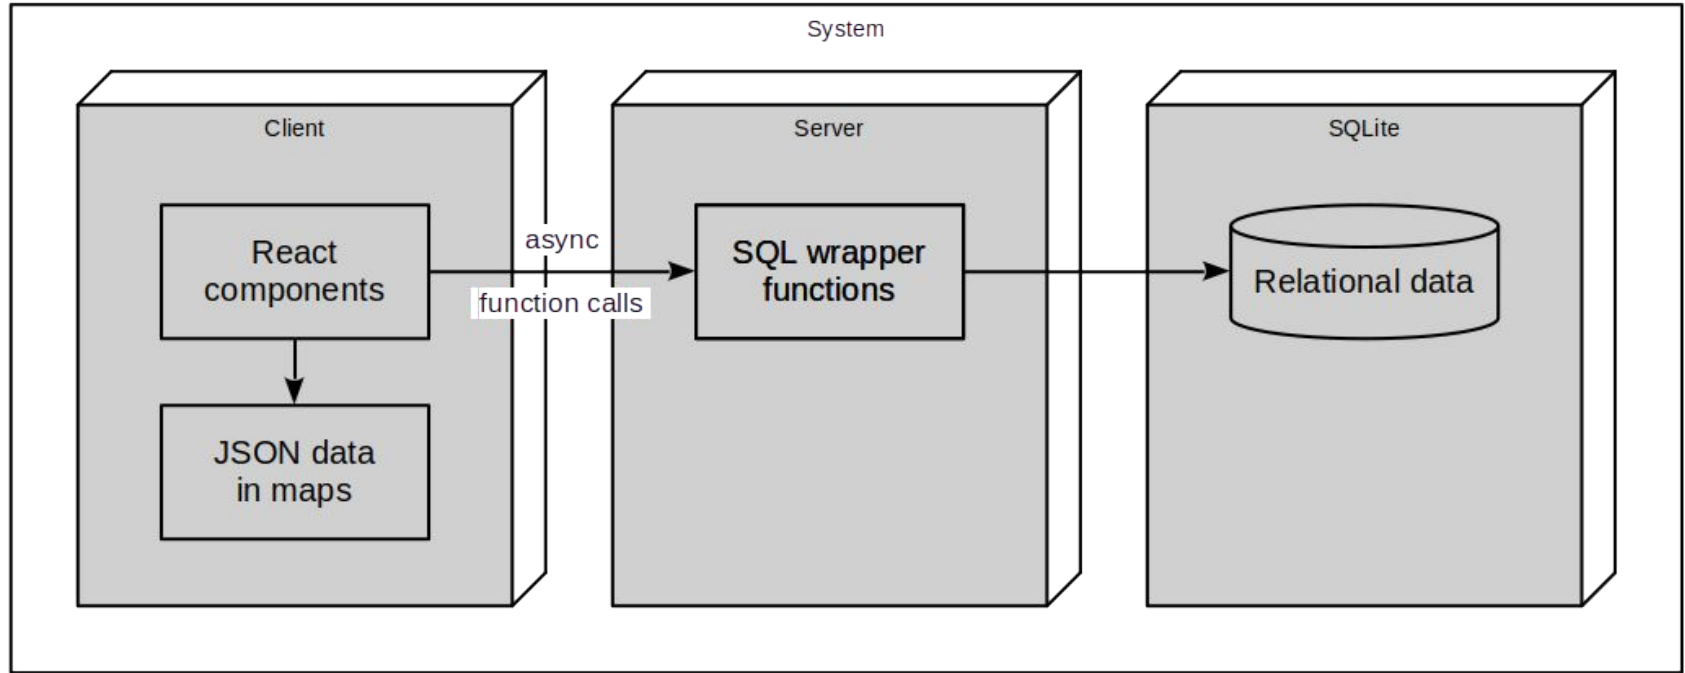 System
Client
Server
SQLite
React
components
async
function calls
SQL wrapper
functions
Relational data
JSON data
in maps